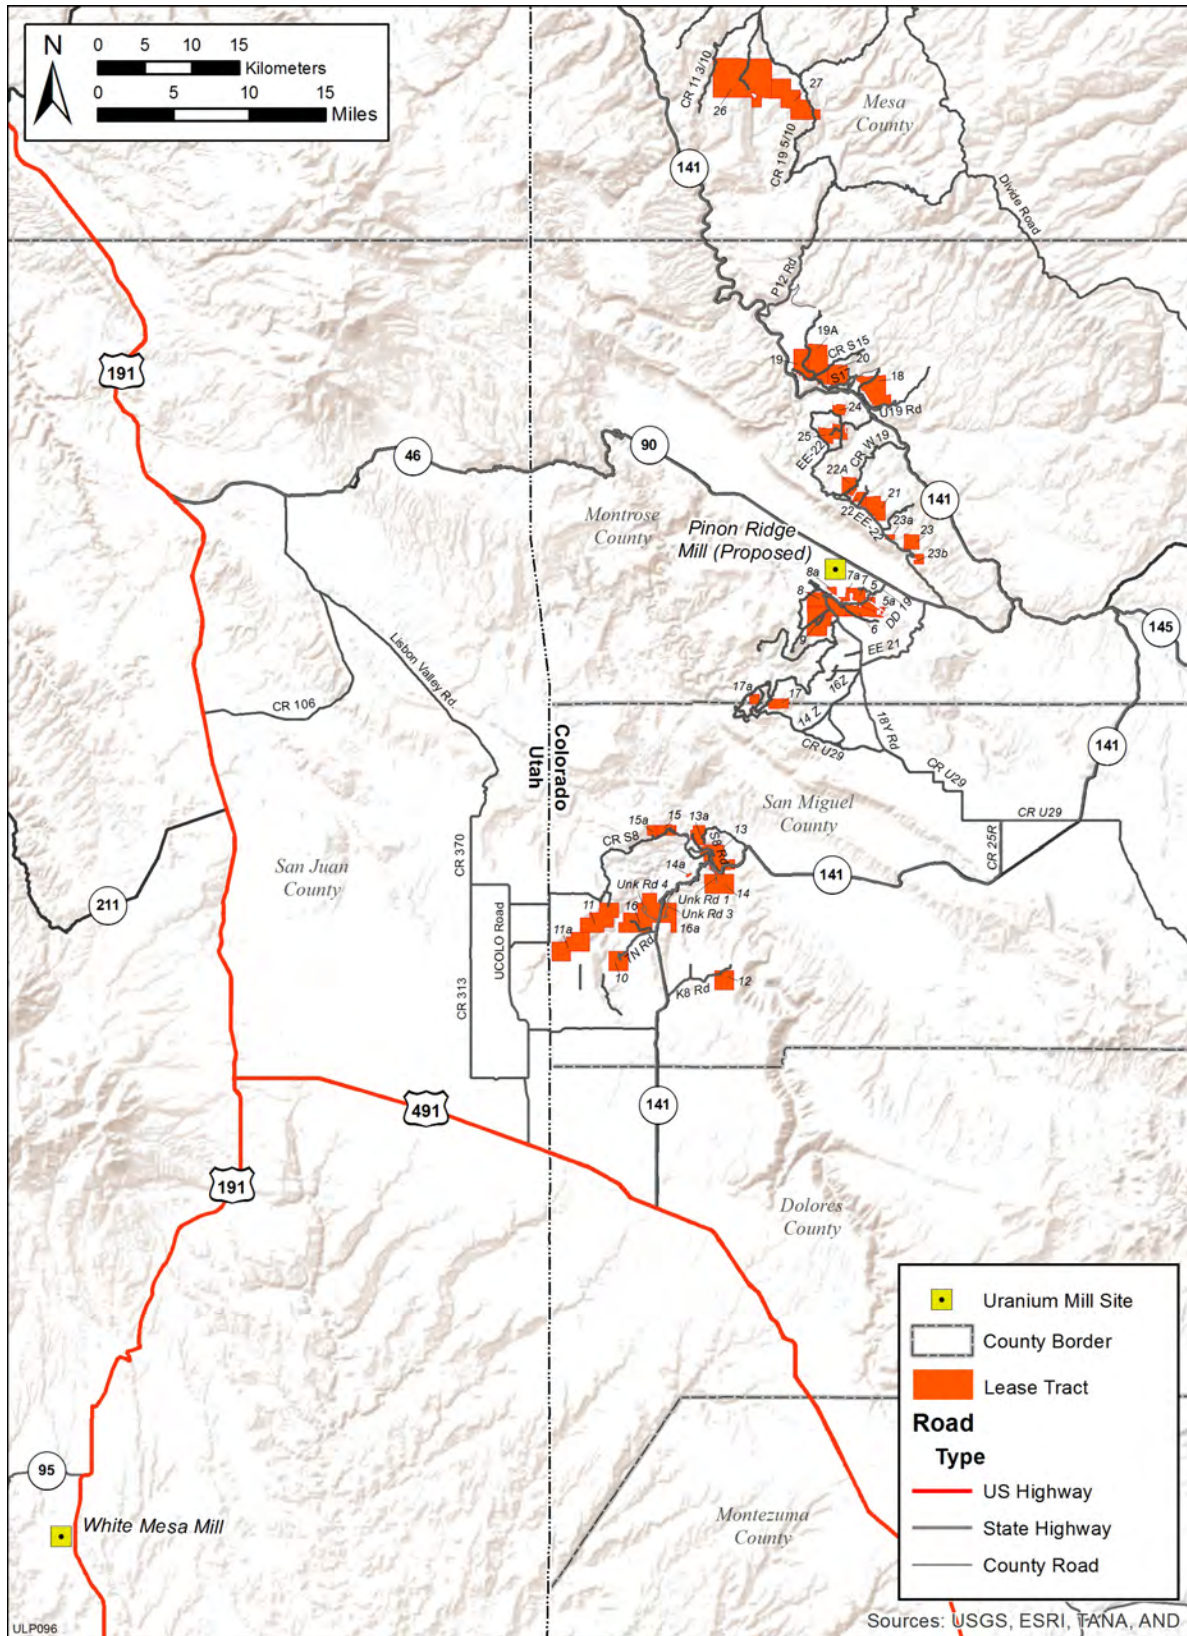 N
0 5 10 15
Kilometers
0 5 10 15
Miles
CR 11 3/10
26
27
Mesa
County
CR 19 5/10
141
Divide Road
P12 Rd
191
19A
CR S15
19
20
S17
18
U19 Rd
24
25
EE-22
CR W 19
90
46
22A
21
141
22
EE-22
23a
23
23b
Montrose
County
Pinon Ridge
Mill (Proposed)
8a
7a
7
5
8
5a
DD 19
6
9
EE 21
145
Lisbon Valley Rd.
CR 106
17a
17
16Z
14 Z
18Y Rd
CR U29
CR U29
141
Colorado
Utah
San Miguel
County
CR U29
CR 25R
15a
15
13a
13
CR S8
S8 Rd
14a
14
141
CR 370
San Juan
County
211
Unk Rd 4
Unk Rd 1
Unk Rd 3
11
16
16a
11a
UCOLO Road
7N Rd
10
K8 Rd
12
CR 313
491
141
191
Dolores
County
Uranium Mill Site
County Border
Lease Tract
Road
Type
US Highway
State Highway
County Road
95
White Mesa Mill
Montezuma
County
ULP096
Sources: USGS, ESRI, TANA, AND